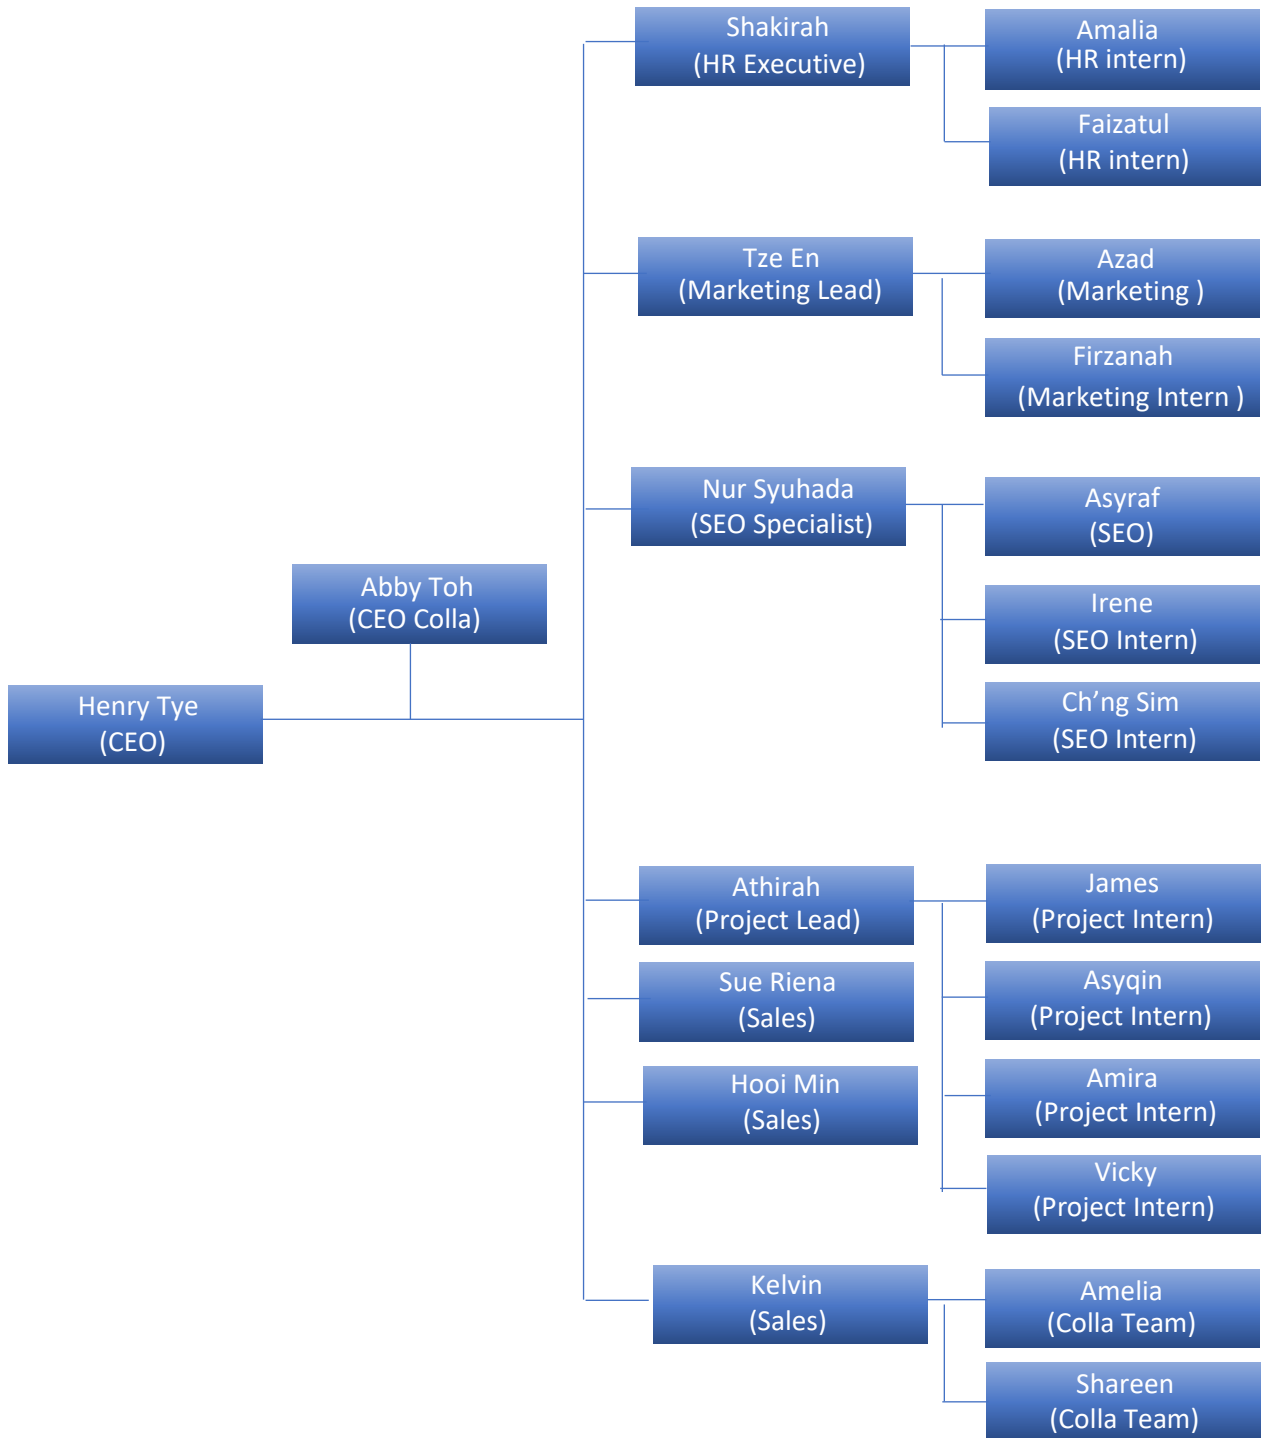 Henry Tye
(CEO)
Abby Toh
(CEO Colla)
Shakirah
(HR Executive)
Amalia
(HR intern)
Faizatul
(HR intern)
Tze En
(Marketing Lead)
Azad
(Marketing )
Firzanah
(Marketing Intern )
Nur Syuhada
(SEO Specialist)
Asyraf
(SEO)
Irene
(SEO Intern)
Ch’ng Sim
(SEO Intern)
Athirah
(Project Lead)
James
(Project Intern)
Asyqin
(Project Intern)
Amira
(Project Intern)
Vicky
(Project Intern)
Sue Riena
(Sales)
Hooi Min
(Sales)
Kelvin
(Sales)
Amelia
(Colla Team)
Shareen
(Colla Team)